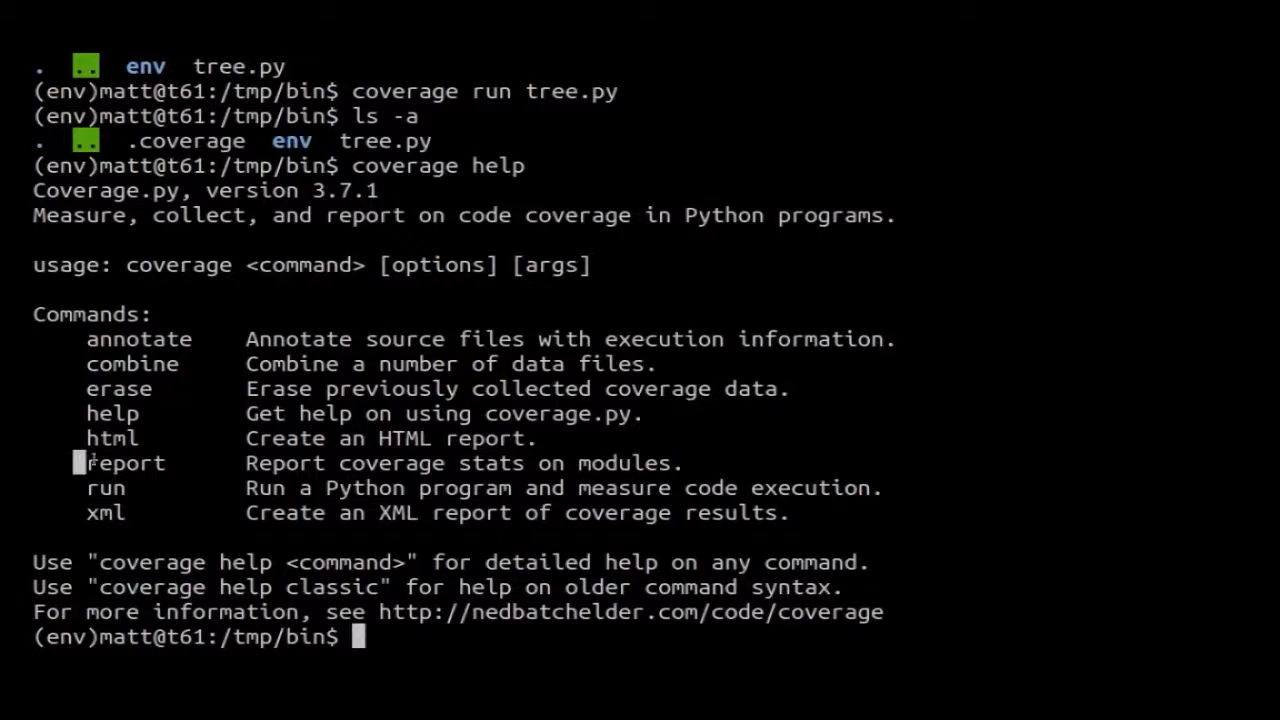 . .. env tree.py
(env)matt@t61:/tmp/bin$ coverage run tree.py
(env)matt@t61:/tmp/bin$ ls -a
. .. .coverage env tree.py
(env)matt@t61:/tmp/bin$ coverage help
Coverage.py, version 3.7.1
Measure, collect, and report on code coverage in Python programs.
usage: coverage <command> [options] [args]
Commands:
annotate Annotate source files with execution information.
combine Combine a number of data files.
erase Erase previously collected coverage data.
help Get help on using coverage.py.
html Create an HTML report.
report Report coverage stats on modules.
run Run a Python program and measure code execution.
xml Create an XML report of coverage results.
Use "coverage help <command>" for detailed help on any command.
Use "coverage help classic" for help on older command syntax.
For more information, see http://nedbatchelder.com/code/coverage
(env)matt@t61:/tmp/bin$